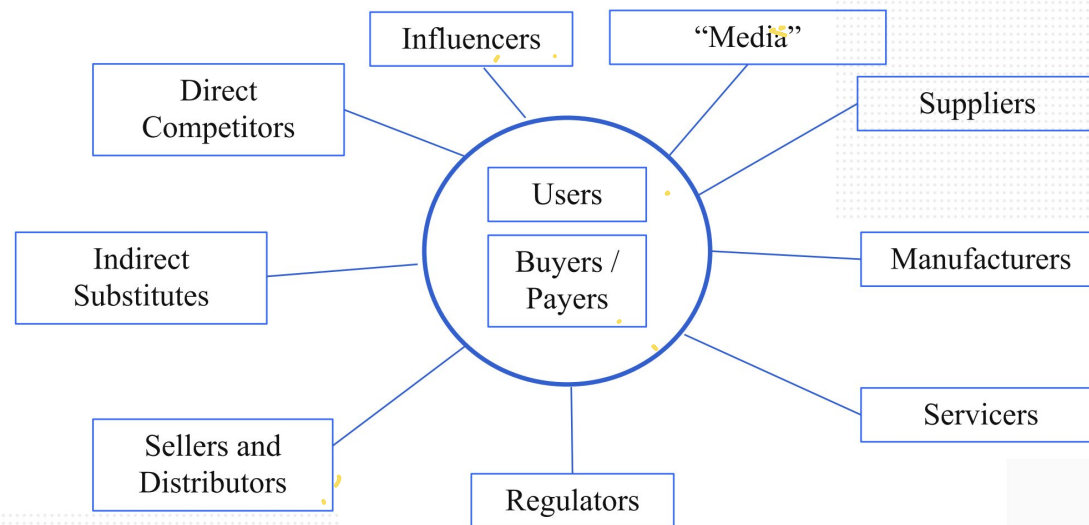 Influencers
“Media”
Direct
Competitors
Suppliers
Users
Indirect
Substitutes
Buyers /
Payers
Manufacturers
Servicers
Sellers and
Distributors
Regulators